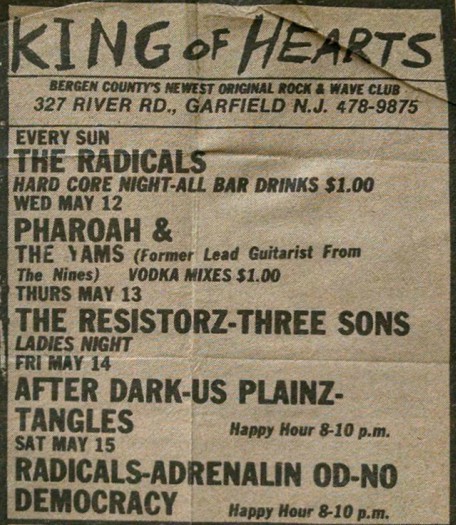 KING OF HEARTS
BERGEN COUNTY'S NEWEST ORIGINAL ROCK & WAVE CLUB
327 RIVER RD., GARFIELD N.J. 478-9875
EVERY SUN
THE RADICALS
HARD CORE NIGHT-ALL BAR DRINKS $1.00
WED MAY 12
PHAROAH &
THE YAMS (Former Lead Guitarist From
The Nines) VODKA MIXES $1.00
THURS MAY 13
THE RESISTORZ-THREE SONS
LADIES NIGHT
FRI MAY 14
AFTER DARK-US PLAINZ-
TANGLES Happy Hour 8-10 p.m.
SAT MAY 15
RADICALS-ADRENALIN OD-NO
DEMOCRACY Happy Hour 8-10 p.m.